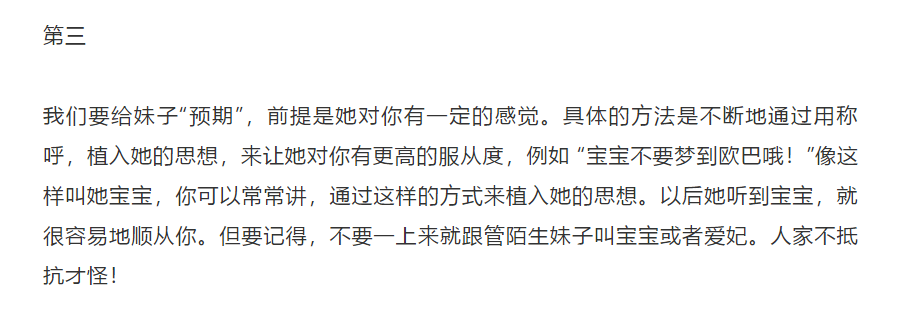 第三
我们要给妹子“预期”，前提是她对你有一定的感觉。具体的方法是不断地通过用称
呼，植入她的思想，来让她对你有更高的服从度，例如 “宝宝不要梦到欧巴哦！”像这
样叫她宝宝，你可以常常讲，通过这样的方式来植入她的思想。以后她听到宝宝，就
很容易地顺从你。但要记得，不要一上来就跟管陌生妹子叫宝宝或者爱妃。人家不抵
抗才怪！